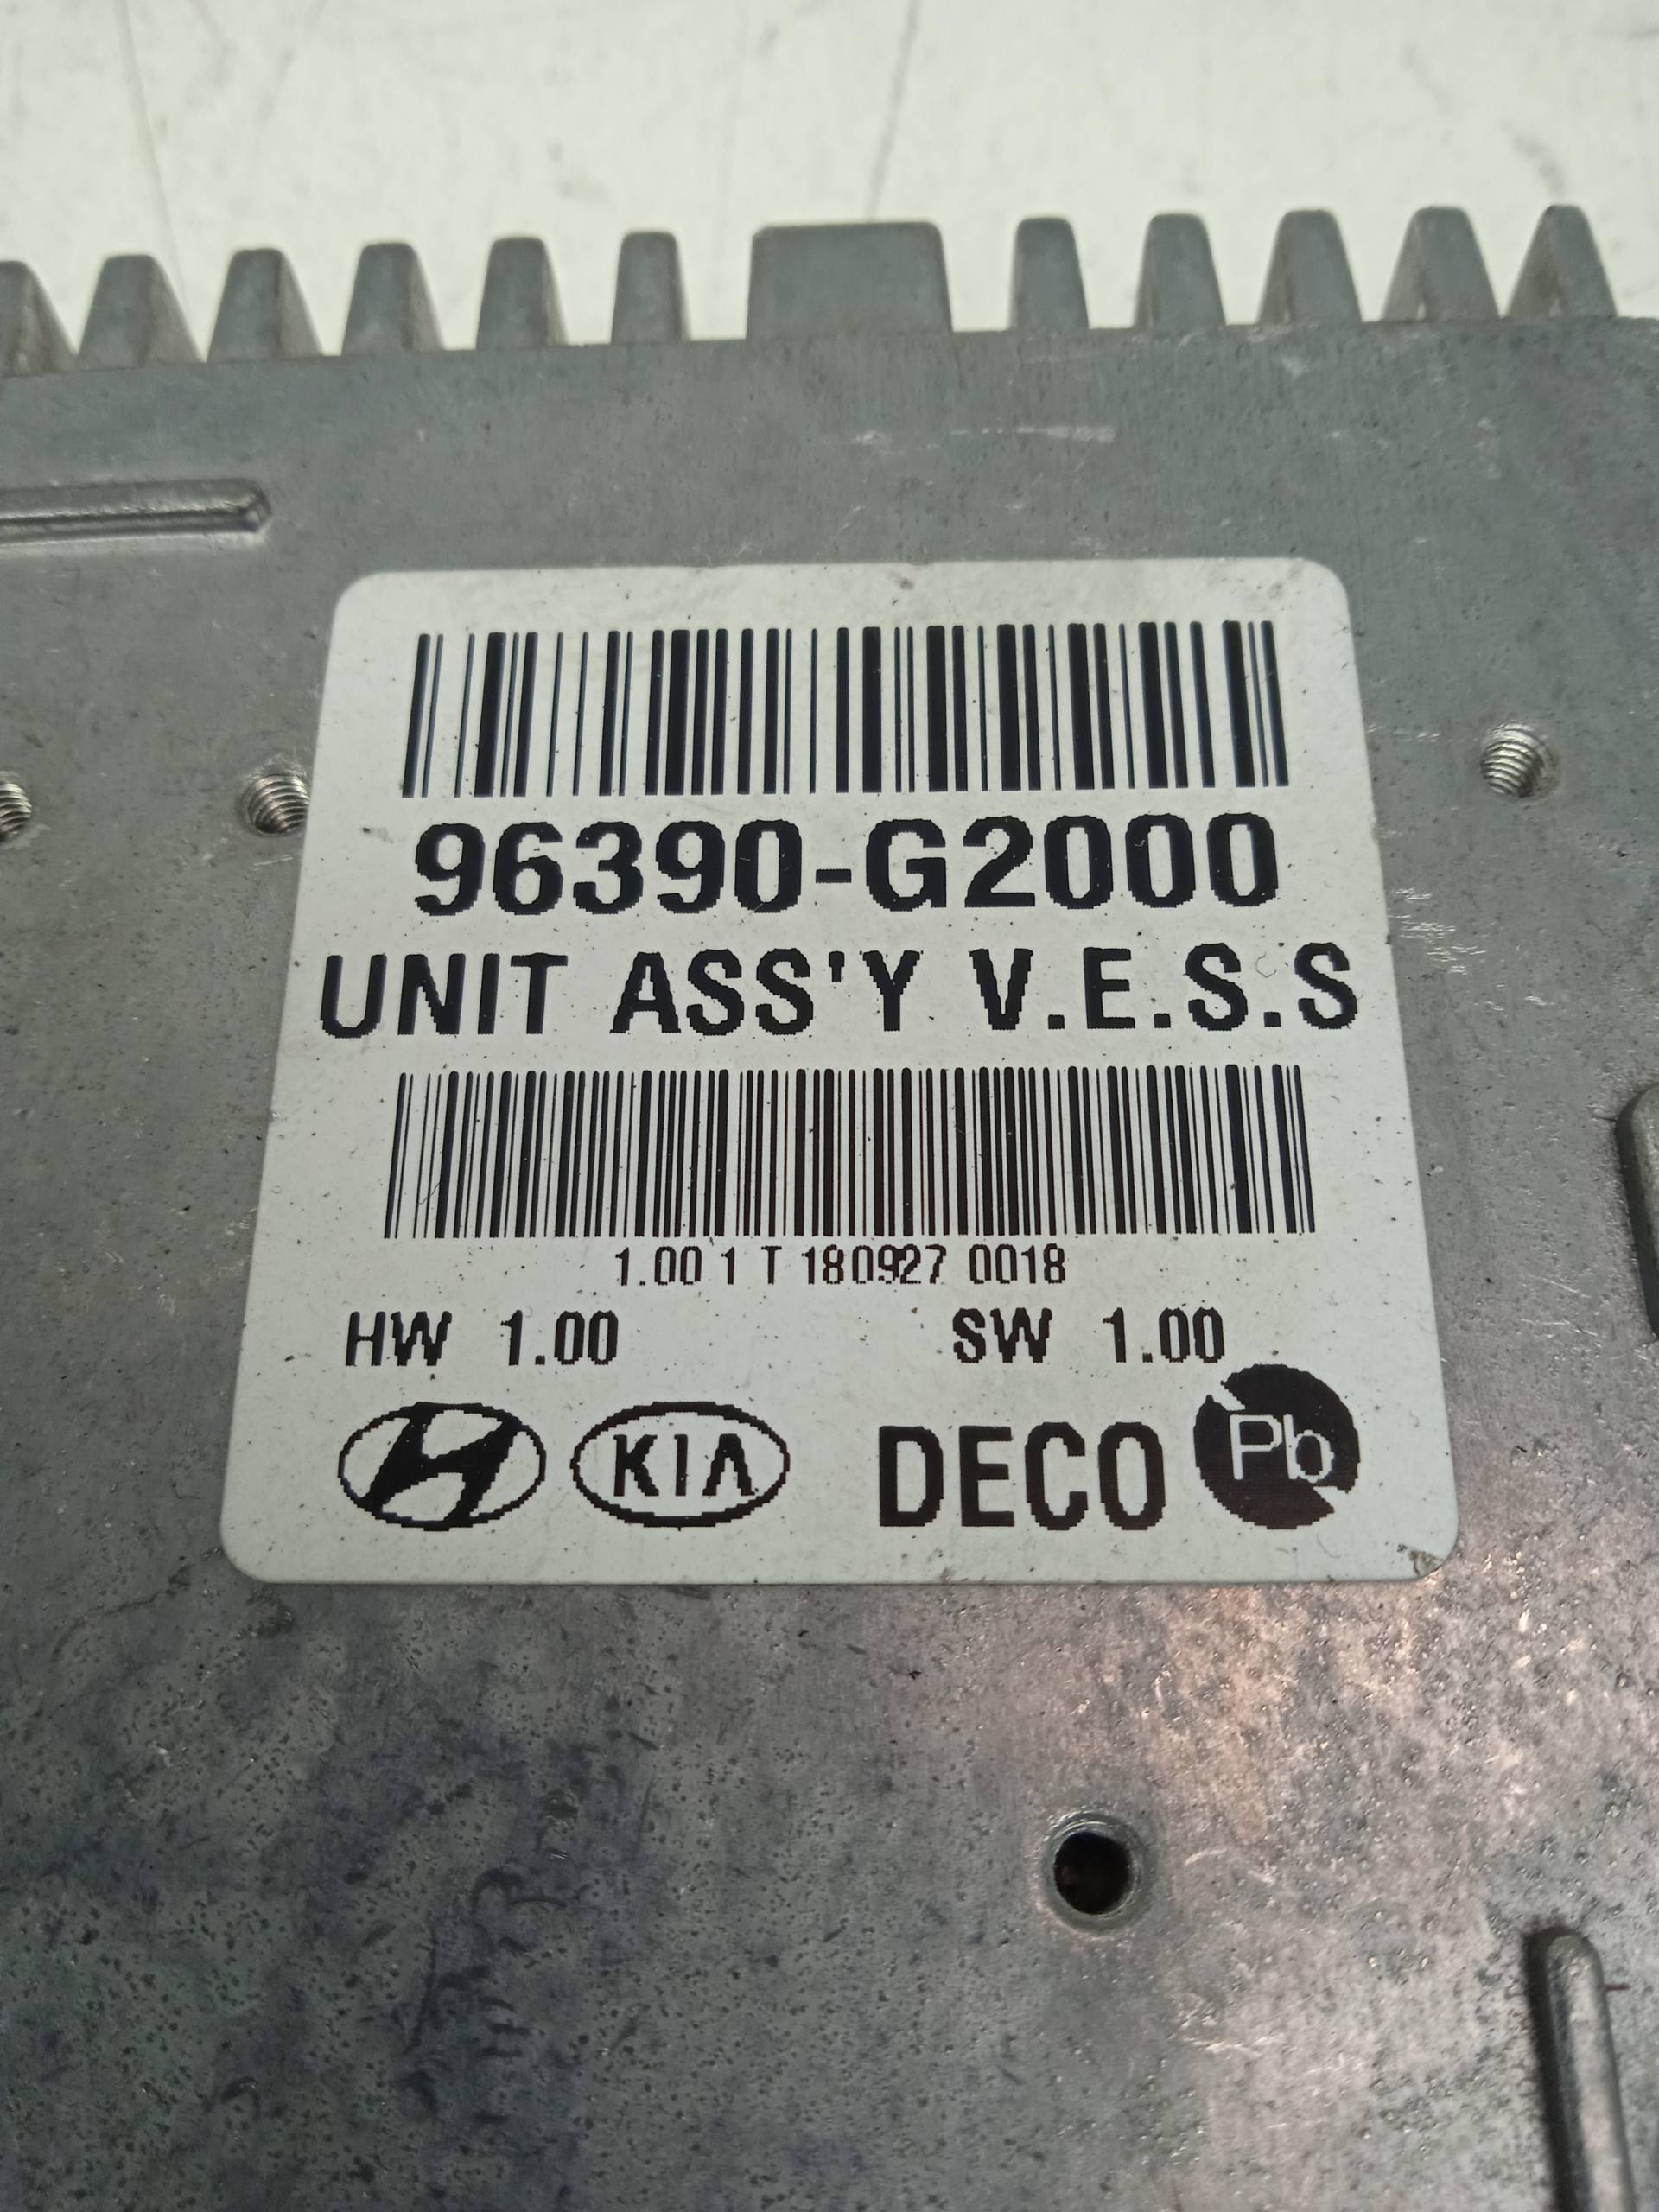 96390-G2000
UNIT ASS'Y V.E.S.S
1.00 1 T 180927 0018
HW 1.00 SW 1.00
KIA DECO Pb